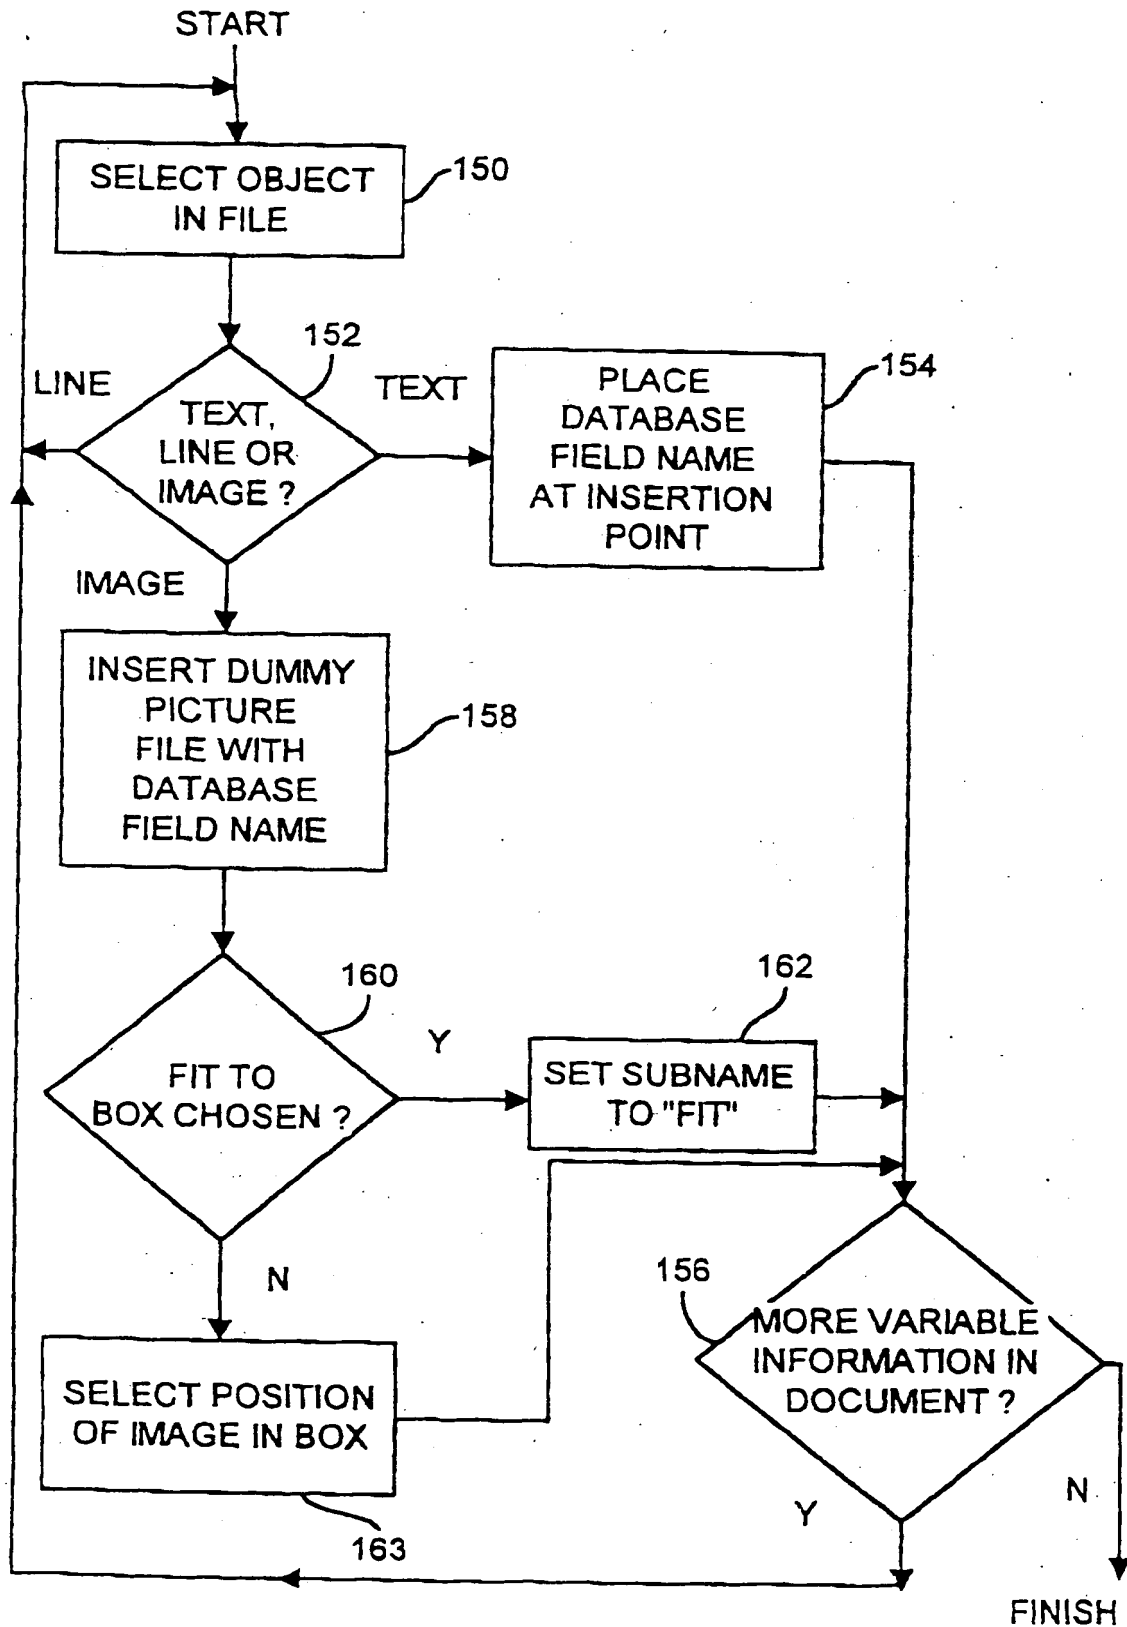 START
SELECT OBJECT
IN FILE
150
152
LINE
TEXT
TEXT,
LINE OR
IMAGE ?
PLACE
DATABASE
FIELD NAME
AT INSERTION
POINT
154
IMAGE
INSERT DUMMY
PICTURE
FILE WITH
DATABASE
FIELD NAME
158
160
FIT TO
BOX CHOSEN ?
Y
162
SET SUBNAME
TO "FIT"
N
SELECT POSITION
OF IMAGE IN BOX
163
156
MORE VARIABLE
INFORMATION IN
DOCUMENT ?
Y
N
FINISH